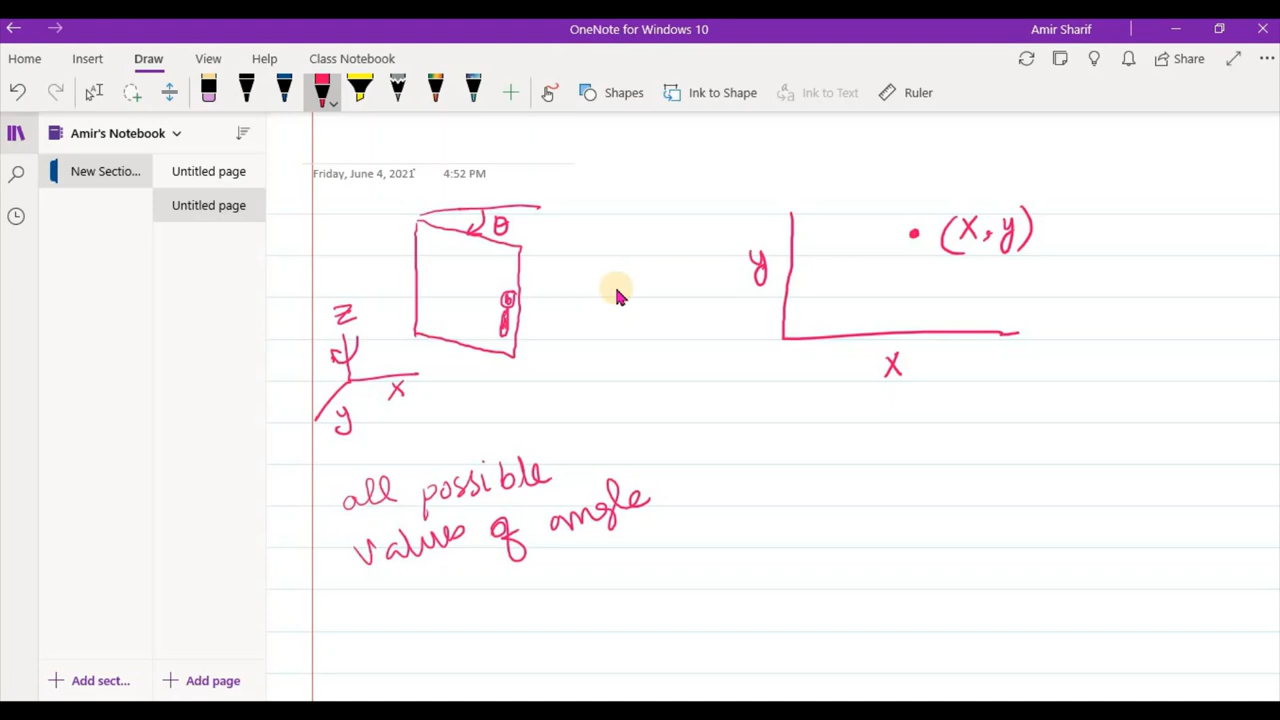 OneNote for Windows 10
Amir Sharif
Home Insert Draw View Help Class Notebook
Share
Shapes Ink to Shape Ink to Text Ruler
Amir's Notebook
New Sectio...
Untitled page
Untitled page
Friday, June 4, 2021 4:52 PM
θ
y
(x, y)
x
z
x
y
all possible
values of angle
Add sect...
Add page